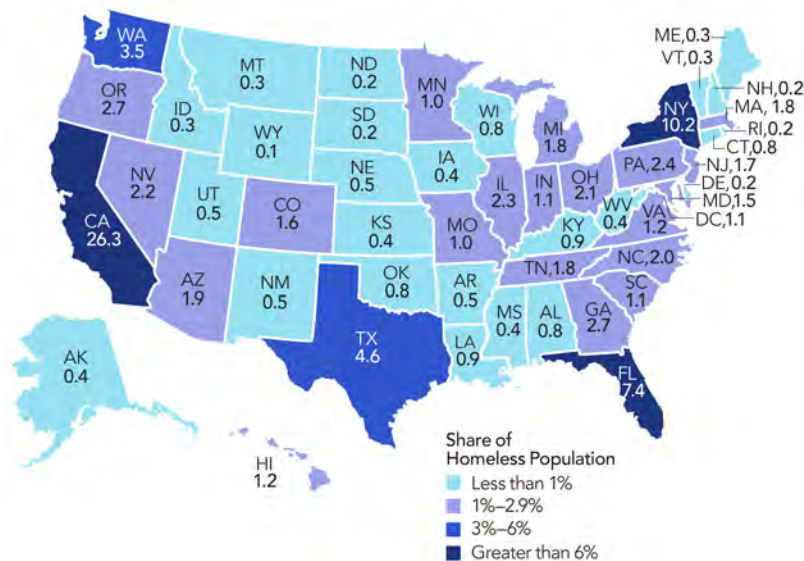 WA
3.5
OR
2.7
CA
26.3
NV
2.2
ID
0.3
MT
0.3
WY
0.1
UT
0.5
CO
1.6
AZ
1.9
NM
0.5
ND
0.2
SD
0.2
NE
0.5
KS
0.4
OK
0.8
TX
4.6
MN
1.0
IA
0.4
MO
1.0
AR
0.5
LA
0.9
WI
0.8
IL
2.3
MI
1.8
IN
1.1
OH
2.1
KY
0.9
TN,1.8
MS
0.4
AL
0.8
GA
2.7
FL
7.4
SC
1.1
NC,2.0
VA
1.2
WV
0.4
PA,2.4
NY
10.2
ME,0.3
VT,0.3
NH,0.2
MA, 1.8
RI,0.2
CT,0.8
NJ,1.7
DE,0.2
MD,1.5
DC,1.1
AK
0.4
HI
1.2
Share of
Homeless Population
Less than 1%
1%–2.9%
3%–6%
Greater than 6%